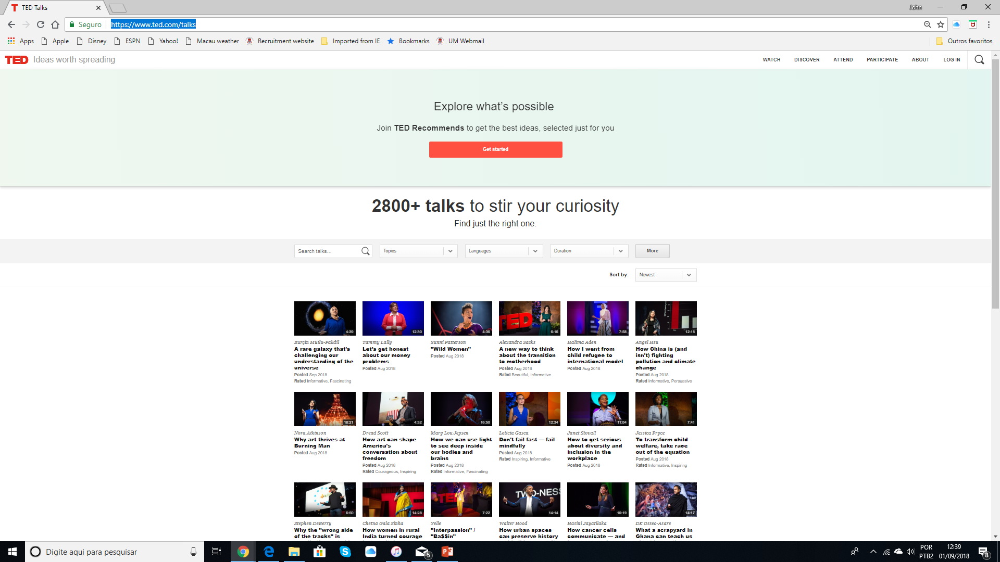 TED Talks
John
Seguro
https://www.ted.com/talks
Apps
Apple
Disney
ESPN
Yahoo!
Macau weather
Recruitment website
Imported from IE
Bookmarks
UM Webmail
Outros favoritos
TED Ideas worth spreading
WATCH
DISCOVER
ATTEND
PARTICIPATE
ABOUT
LOG IN
Explore what's possible
Join TED Recommends to get the best ideas, selected just for you
Get started
2800+ talks to stir your curiosity
Find just the right one.
Search talks...
Topics
Languages
Duration
More
Sort by:
Newest
4:39
Burçin Mutlu-Pakdil
A rare galaxy that's
challenging our
understanding of the
universe
Posted Sep 2018
Rated Informative, Fascinating
12:30
Tammy Lally
Let's get honest
about our money
problems
Posted Aug 2018
4:36
Sunni Patterson
"Wild Women"
Posted Aug 2018
TED
6:16
Alexandra Sacks
A new way to think
about the transition
to motherhood
Posted Aug 2018
Rated Beautiful, Informative
7:58
Halima Aden
How I went from
child refugee to
international model
Posted Aug 2018
12:18
Angel Hsu
How China is (and
isn't) fighting
pollution and climate
change
Posted Aug 2018
Rated Informative, Persuasive
10:21
Nora Atkinson
Why art thrives at
Burning Man
Posted Aug 2018
4:32
Dread Scott
How art can shape
America's
conversation about
freedom
Posted Aug 2018
Rated Courageous, Inspiring
16:50
Mary Lou Jepsen
How we can use light
to see deep inside
our bodies and
brains
Posted Aug 2018
Rated Informative, Fascinating
12:34
Leticia Gasca
Don't fail fast — fail
mindfully
Posted Aug 2018
Rated Inspiring, Informative
11:04
Janet Stovall
How to get serious
about diversity and
inclusion in the
workplace
Posted Aug 2018
7:41
Jessica Pryce
To transform child
welfare, take race
out of the equation
Posted Aug 2018
Rated Informative, Inspiring
6:50
Stephen DeBerry
Why the "wrong side
of the tracks" is
14:28
Chetna Gala Sinha
How women in rural
India turned courage
7:22
Yelle
"Interpassion" /
"Ba$$in"
TWO-NESS
14:14
Walter Hood
How urban spaces
can preserve history
10:19
Hasini Jayatilaka
How cancer cells
communicate — and
14:17
DK Osseo-Asare
What a scrapyard in
Ghana can teach us
Digite aqui para pesquisar
5
POR
PTB2
12:39
01/09/2018
8